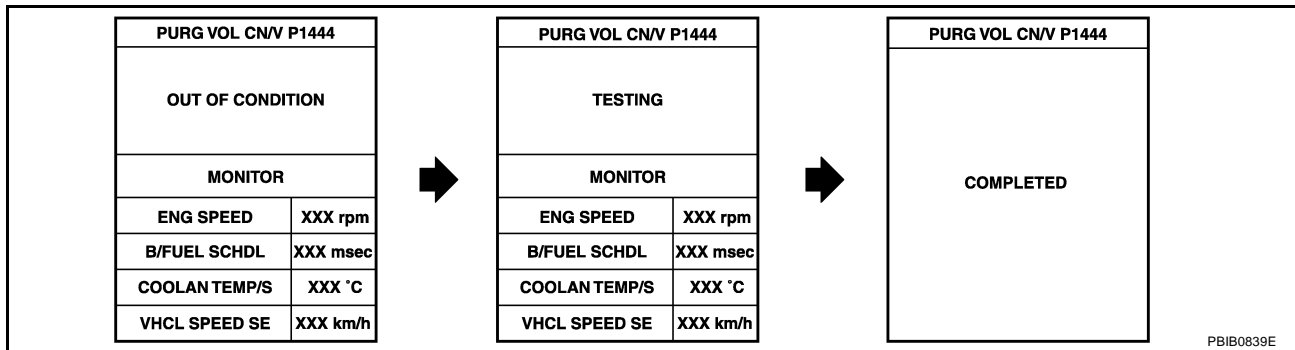 PURG VOL CN/V P1444
OUT OF CONDITION
MONITOR
ENG SPEED XXX rpm
B/FUEL SCHDL XXX msec
COOLAN TEMP/S XXX °C
VHCL SPEED SE XXX km/h
PURG VOL CN/V P1444
TESTING
MONITOR
ENG SPEED XXX rpm
B/FUEL SCHDL XXX msec
COOLAN TEMP/S XXX °C
VHCL SPEED SE XXX km/h
PURG VOL CN/V P1444
COMPLETED
PBIB0839E